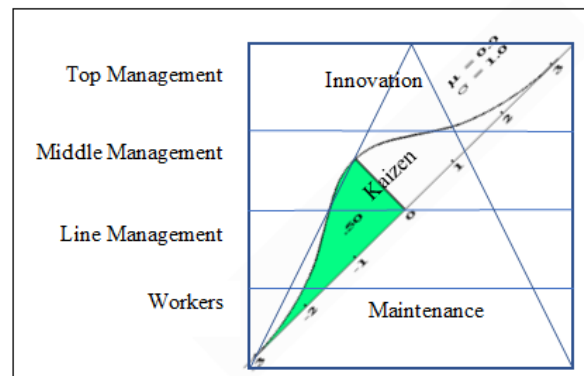 Top Management
Innovation
μ = 0.0
σ = 1.0
3
2
Middle Management
Kaizen
1
.50
0
Line Management
-1
-2
Workers
Maintenance